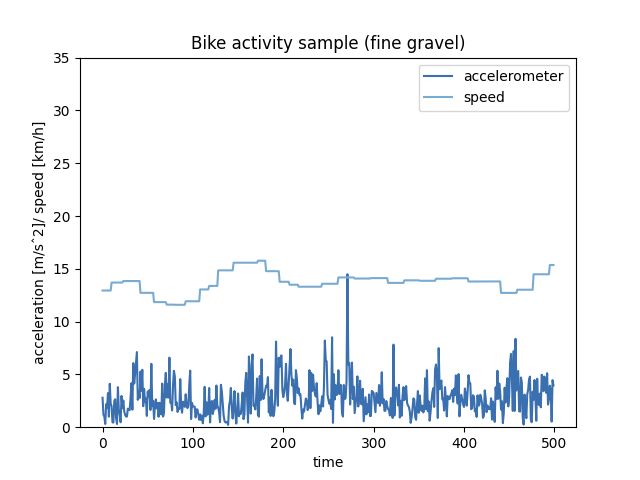 Bike activity sample (fine gravel)
accelerometer
speed
acceleration [m/s^2]/ speed [km/h]
35
30
25
20
15
10
5
0
0 100 200 300 400 500
time